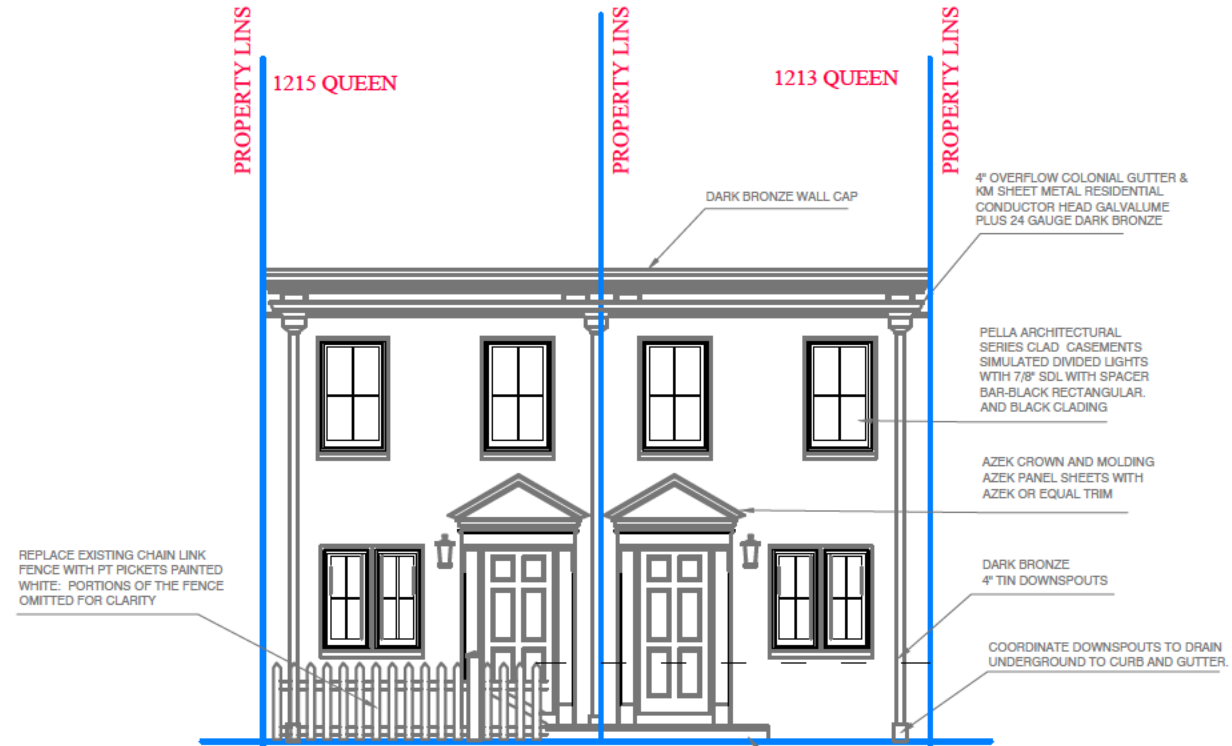 PROPERTY LINS
1215 QUEEN
PROPERTY LINS
1213 QUEEN
PROPERTY LINS
DARK BRONZE WALL CAP
4" OVERFLOW COLONIAL GUTTER &
KM SHEET METAL RESIDENTIAL
CONDUCTOR HEAD GALVALUME
PLUS 24 GAUGE DARK BRONZE
PELLA ARCHITECTURAL
SERIES CLAD CASEMENTS
SIMULATED DIVIDED LIGHTS
WTIH 7/8" SDL WITH SPACER
BAR-BLACK RECTANGULAR.
AND BLACK CLADING
AZEK CROWN AND MOLDING
AZEK PANEL SHEETS WITH
AZEK OR EQUAL TRIM
REPLACE EXISTING CHAIN LINK
FENCE WITH PT PICKETS PAINTED
WHITE: PORTIONS OF THE FENCE
OMITTED FOR CLARITY
DARK BRONZE
4" TIN DOWNSPOUTS
COORDINATE DOWNSPOUTS TO DRAIN
UNDERGROUND TO CURB AND GUTTER.